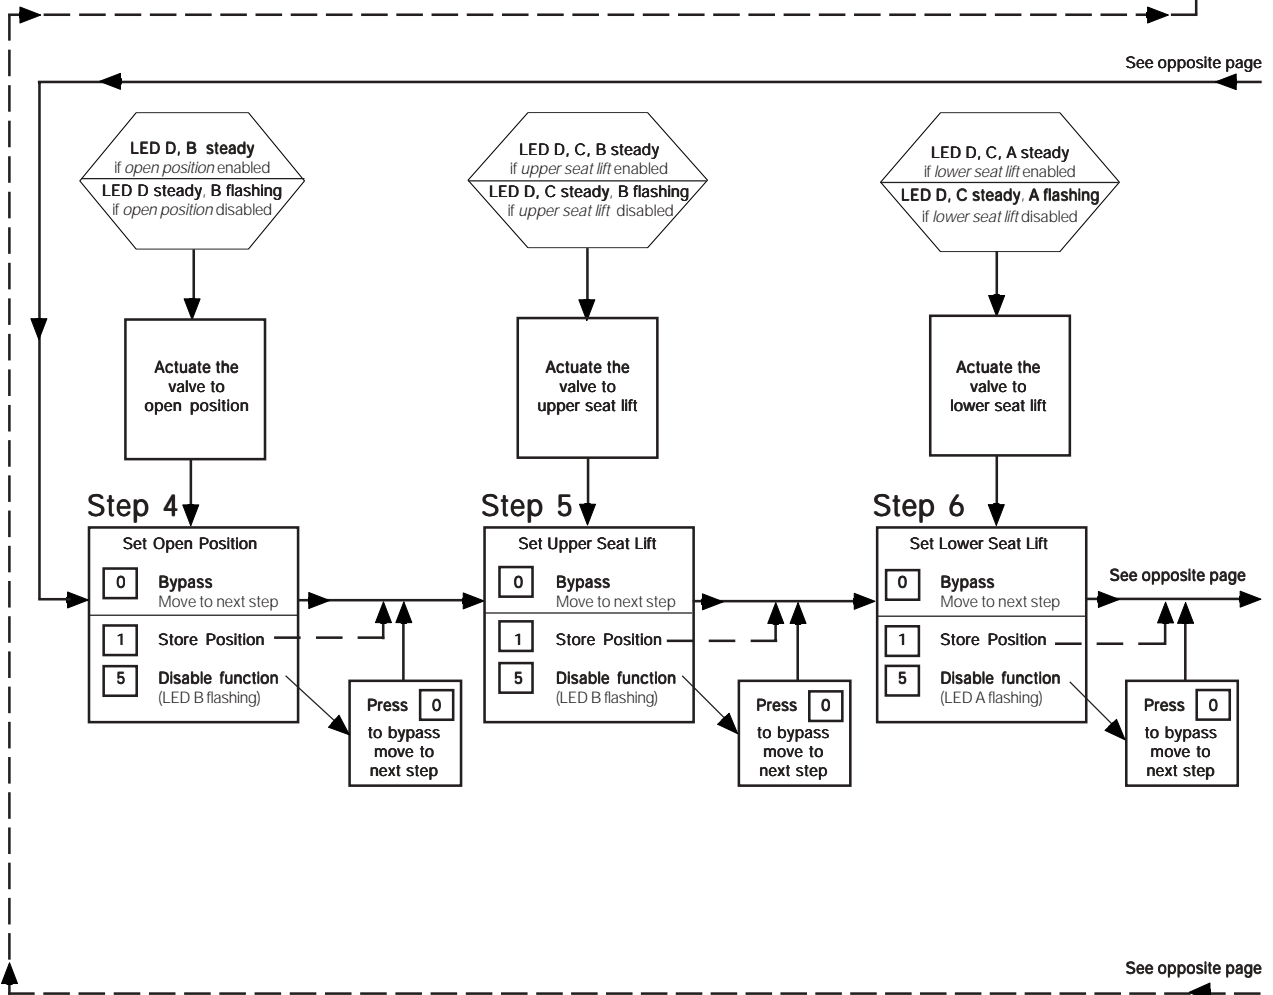 See opposite page
LED D, B steady
if open position enabled
LED D steady, B flashing
if open position disabled
LED D, C, B steady
if upper seat lift enabled
LED D, C steady, B flashing
if upper seat lift disabled
LED D, C, A steady
if lower seat lift enabled
LED D, C steady, A flashing
if lower seat lift disabled
Actuate the
valve to
open position
Actuate the
valve to
upper seat lift
Actuate the
valve to
lower seat lift
Step 4
Set Open Position
0 Bypass
Move to next step
1 Store Position
5 Disable function
(LED B flashing)
Press 0
to bypass
move to
next step
Step 5
Set Upper Seat Lift
0 Bypass
Move to next step
1 Store Position
5 Disable function
(LED B flashing)
Press 0
to bypass
move to
next step
Step 6
Set Lower Seat Lift
0 Bypass
Move to next step
1 Store Position
5 Disable function
(LED A flashing)
See opposite page
Press 0
to bypass
move to
next step
See opposite page